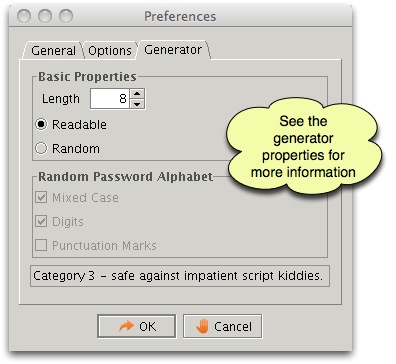 Preferences
General Options Generator
Basic Properties
Length 8
Readable
Random
See the
generator
properties for
more information
Random Password Alphabet
Mixed Case
Digits
Punctuation Marks
Category 3 - safe against impatient script kiddies.
OK Cancel